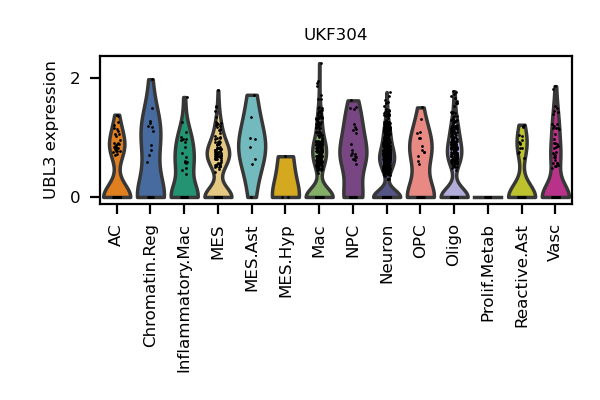 UKF304
UBL3 expression
2
0
AC
Chromatin.Reg
Inflammatory.Mac
MES
MES.Ast
MES.Hyp
Mac
NPC
Neuron
OPC
Oligo
Prolif.Metab
Reactive.Ast
Vasc